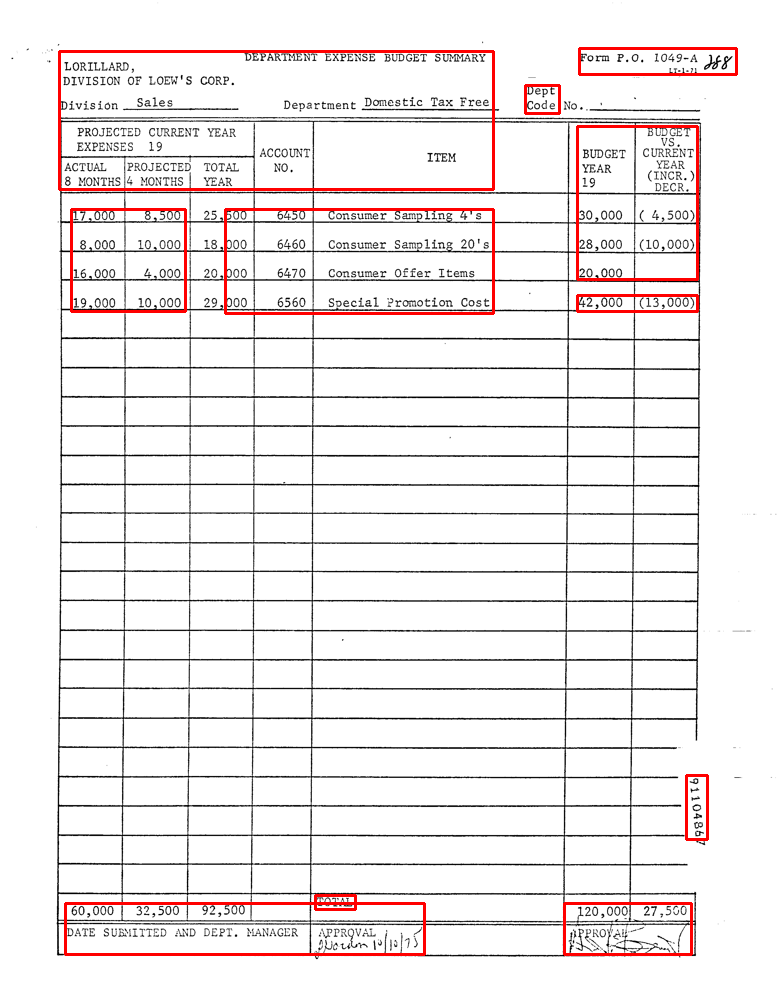 DEPARTMENT EXPENSE BUDGET SUMMARY
Form P.O. 1049-A 288
LT-1-71
LORILLARD,
DIVISION OF LOEW'S CORP.
Division Sales Department Domestic Tax Free Dept Code No.
PROJECTED CURRENT YEAR
EXPENSES 19
ACTUAL 8 MONTHS PROJECTED 4 MONTHS TOTAL YEAR ACCOUNT NO. ITEM BUDGET YEAR 19 BUDGET VS. CURRENT YEAR (INCR.) DECR.
17,000 8,500 25,500 6450 Consumer Sampling 4's 30,000 ( 4,500)
8,000 10,000 18,000 6460 Consumer Sampling 20's 28,000 (10,000)
16,000 4,000 20,000 6470 Consumer Offer Items 20,000
19,000 10,000 29,000 6560 Special Promotion Cost 42,000 (13,000)
91104867
TOTAL
60,000 32,500 92,500 120,000 27,500
DATE SUBMITTED AND DEPT. MANAGER APPROVAL APPROVAL
10/10/75